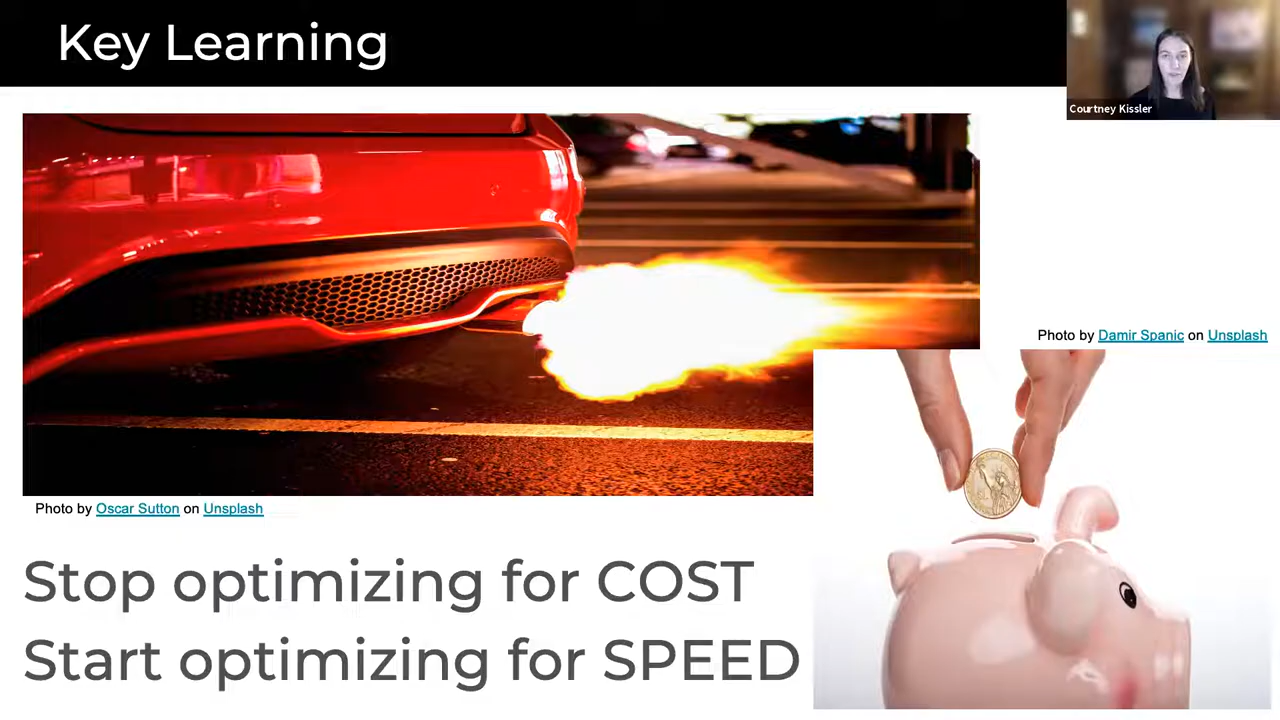 Key Learning
Courtney Kissler
Photo by Damir Spanic on Unsplash
Photo by Oscar Sutton on Unsplash
Stop optimizing for COST
Start optimizing for SPEED